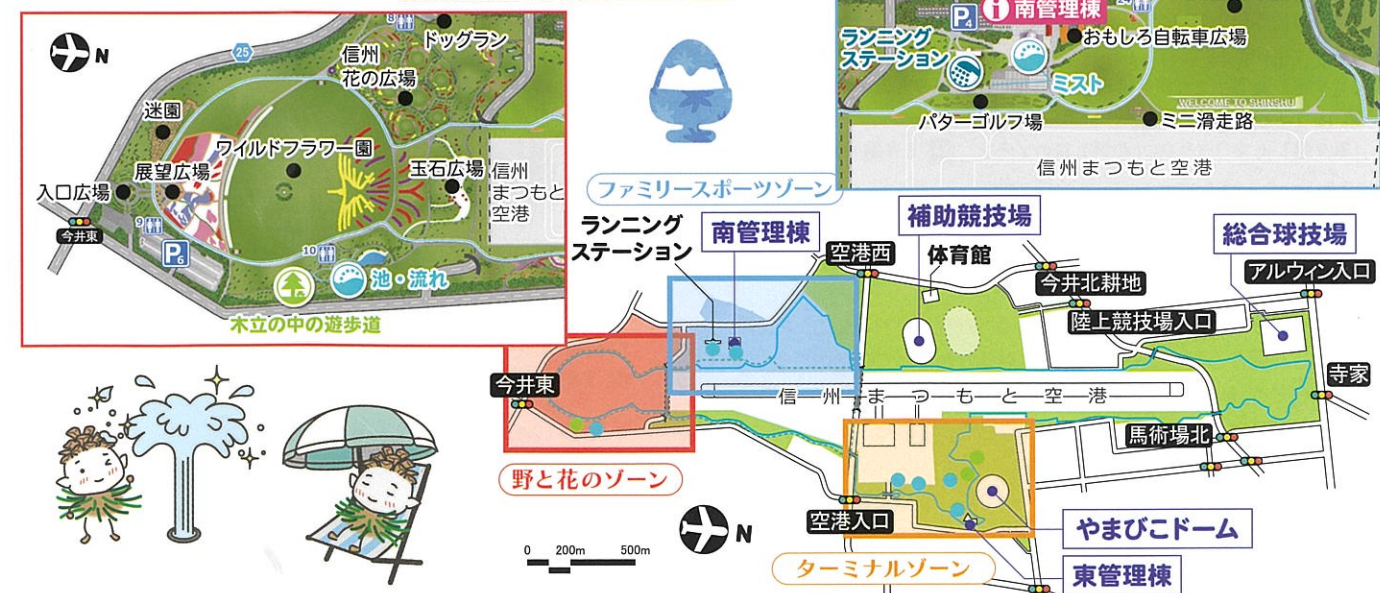 N
25
8
ドッグラン
信州
花の広場
迷園
ワイルドフラワー園
展望広場
玉石広場
信州
まつもと
空港
入口広場
今井東
9
P6
10
池・流れ
木立の中の遊歩道
P4
i 南管理棟
24
おもしろ自転車広場
ランニング
ステーション
ミスト
WELCOME TO SHINSHU
パターゴルフ場
ミニ滑走路
信州まつもと空港
ファミリースポーツゾーン
ランニング
ステーション
南管理棟
空港西
補助競技場
体育館
総合球技場
アルウィン入口
今井北耕地
陸上競技場入口
今井東
信州まつもと空港
寺家
馬術場北
野と花のゾーン
空港入口
やまびこドーム
N
0 200m 500m
ターミナルゾーン
東管理棟